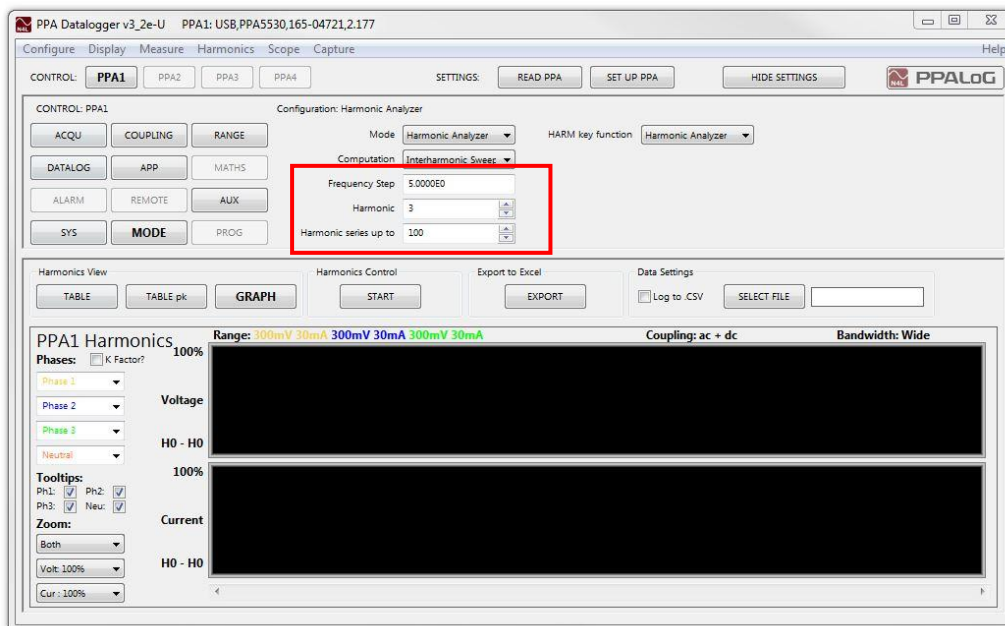 PPA Datalogger v3_2e-U PPA1: USB,PPA5530,165-04721,2.177
Configure Display Measure Harmonics Scope Capture Help
CONTROL: PPA1 PPA2 PPA3 PPA4 SETTINGS: READ PPA SET UP PPA HIDE SETTINGS N4L PPALoG
CONTROL: PPA1 Configuration: Harmonic Analyzer
ACQU COUPLING RANGE Mode Harmonic Analyzer HARM key function Harmonic Analyzer
Computation Interharmonic Sweep
DATALOG APP MATHS
Frequency Step 5.0000E0
ALARM REMOTE AUX Harmonic 3
SYS MODE PROG Harmonic series up to 100
Harmonics View Harmonics Control Export to Excel Data Settings
TABLE TABLE pk GRAPH START EXPORT Log to .CSV SELECT FILE
PPA1 Harmonics Range: 300mV 30mA 300mV 30mA 300mV 30mA Coupling: ac + dc Bandwidth: Wide
Phases: K Factor? 100%
Phase 1
Phase 2 Voltage
Phase 3
H0 - H0
Neutral
Tooltips: 100%
Ph1: Ph2:
Ph3: Neu:
Zoom: Current
Both
Volt: 100% H0 - H0
Cur : 100%